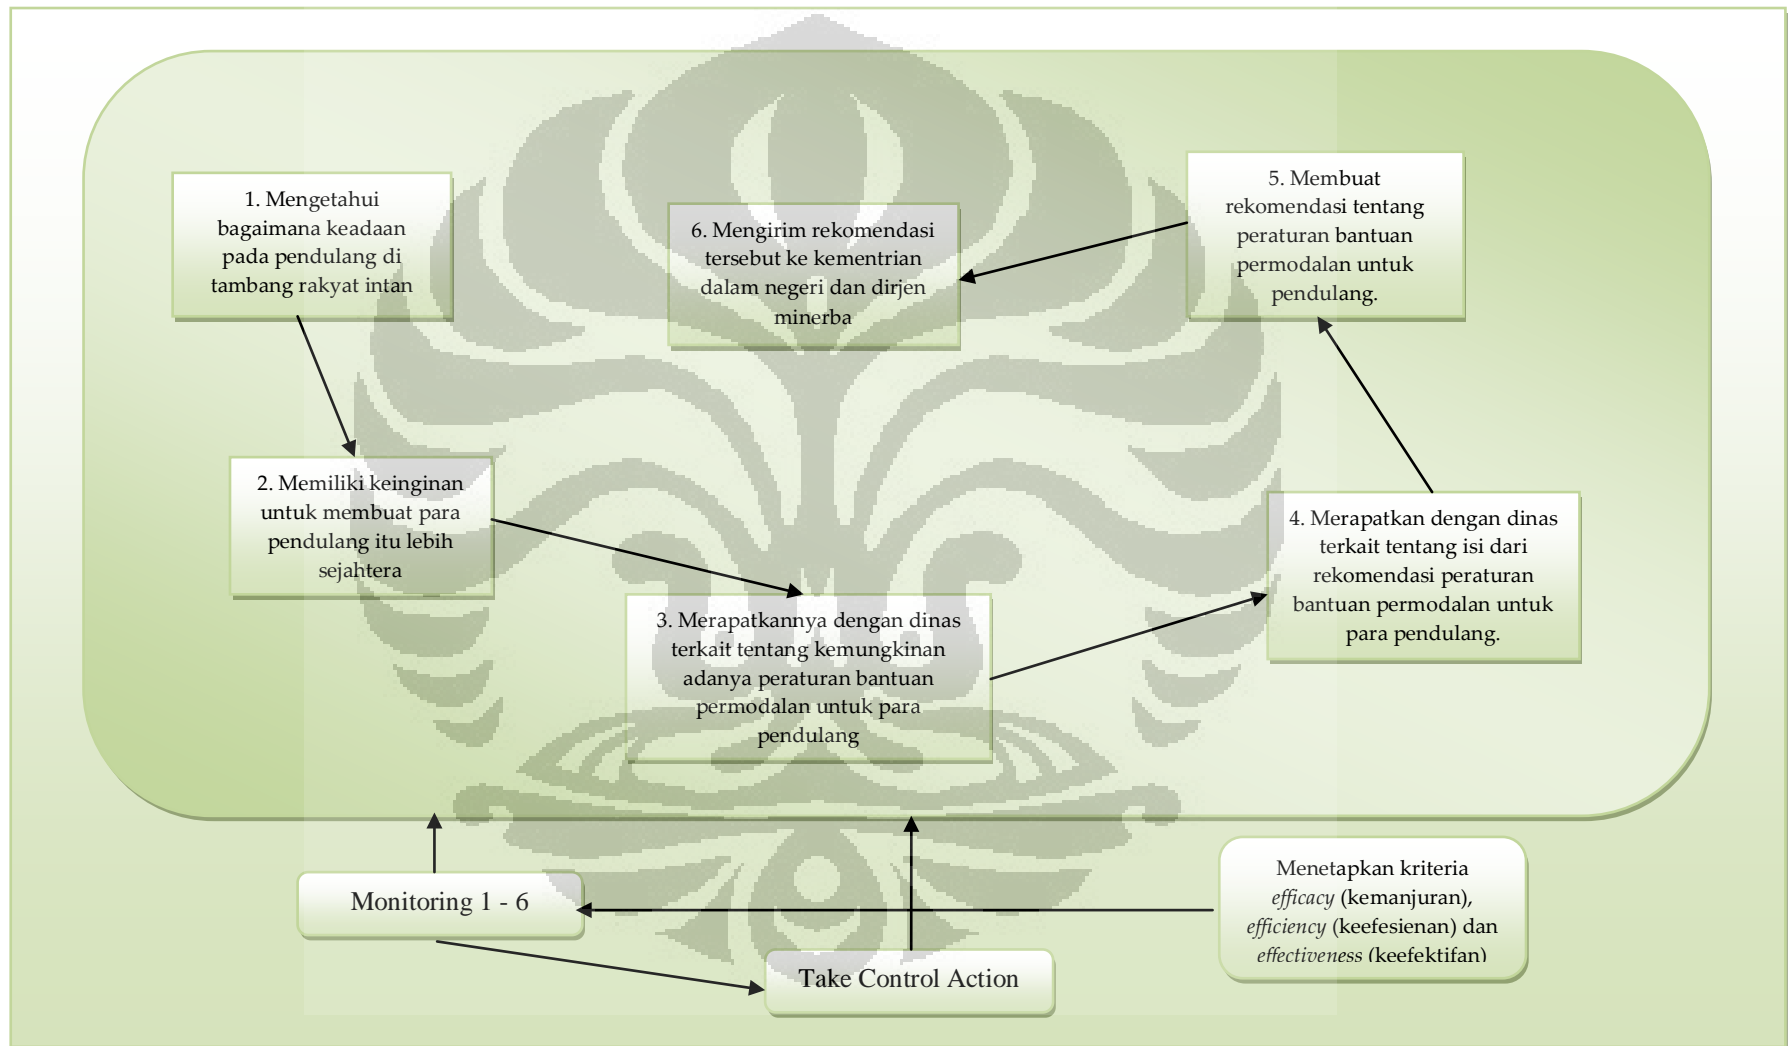 1. Mengetahui
bagaimana keadaan
pada pendulang di
tambang rakyat intan
2. Memiliki keinginan
untuk membuat para
pendulang itu lebih
sejahtera
3. Merapatkannya dengan dinas
terkait tentang kemungkinan
adanya peraturan bantuan
permodalan untuk para
pendulang
4. Merapatkan dengan dinas
terkait tentang isi dari
rekomendasi peraturan
bantuan permodalan untuk
para pendulang.
5. Membuat
rekomendasi tentang
peraturan bantuan
permodalan untuk
pendulang.
6. Mengirim rekomendasi
tersebut ke kementrian
dalam negeri dan dirjen
minerba
Monitoring 1 - 6
Take Control Action
Menetapkan kriteria
efficacy (kemanjuran),
efficiency (keefesienan) dan
effectiveness (keefektifan)